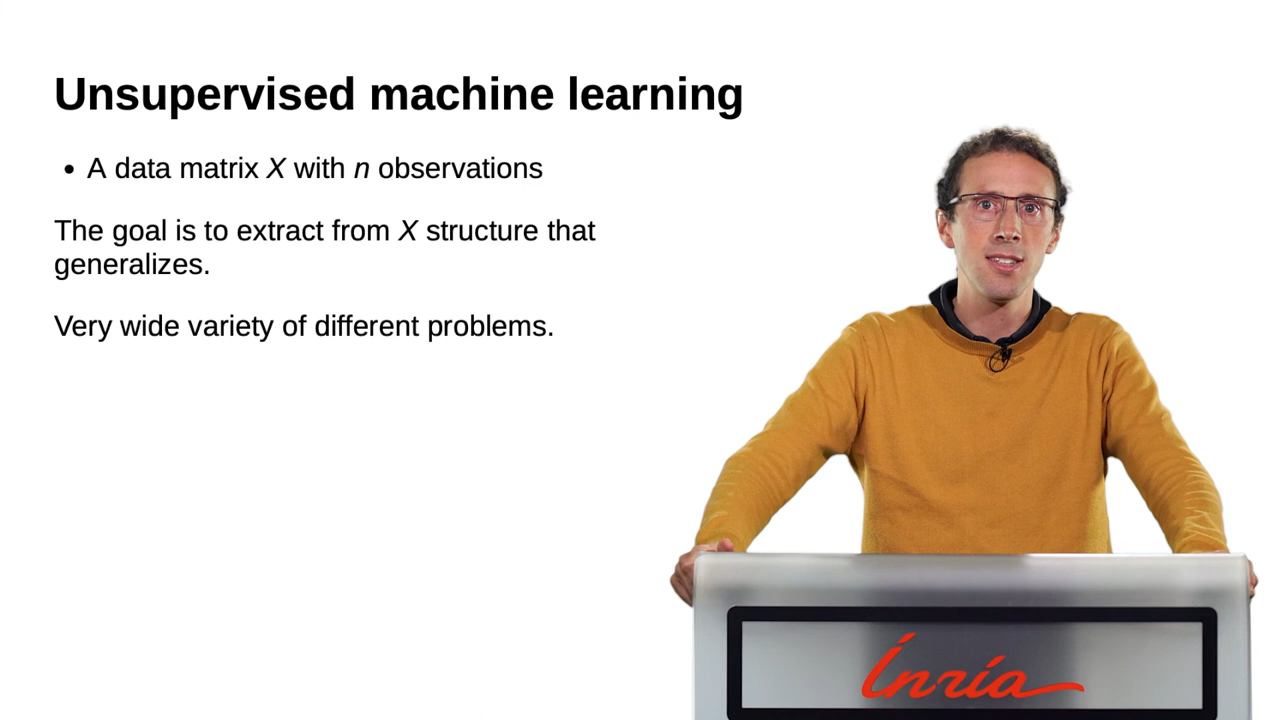 Unsupervised machine learning
• A data matrix X with n observations
The goal is to extract from X structure that
generalizes.
Very wide variety of different problems.
Inria